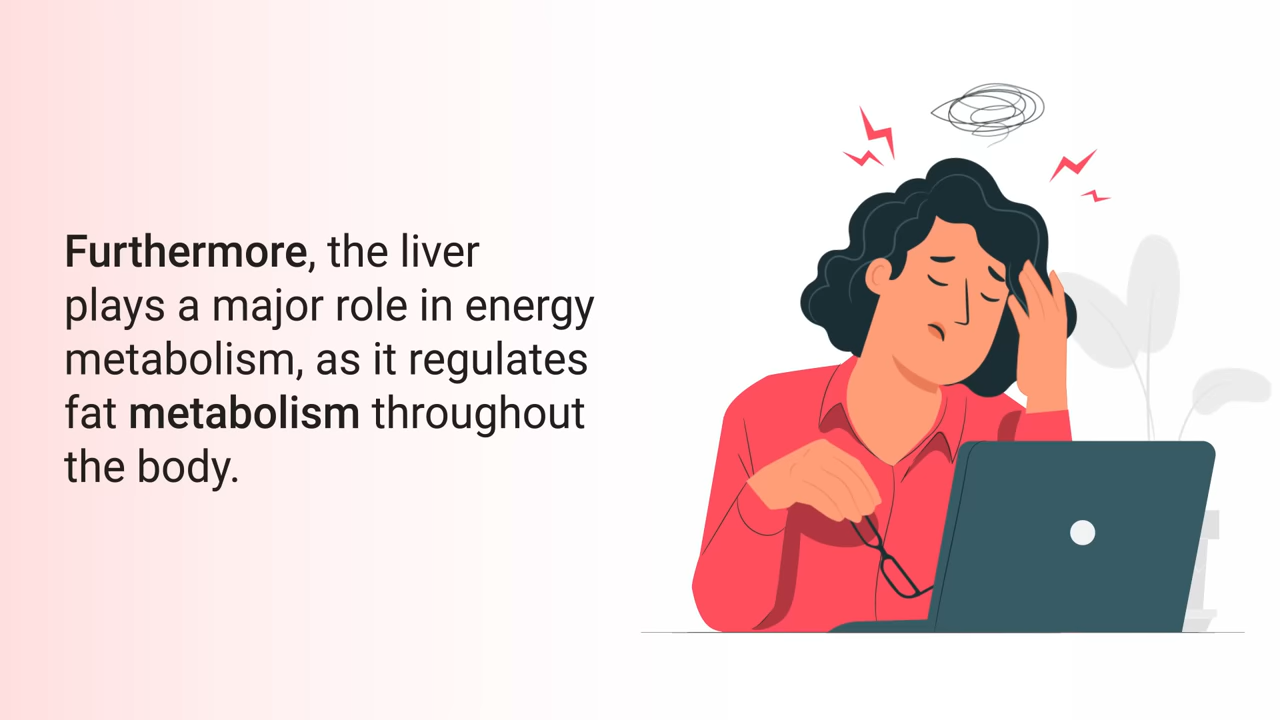 Furthermore, the liver
plays a major role in energy
metabolism, as it regulates
fat metabolism throughout
the body.